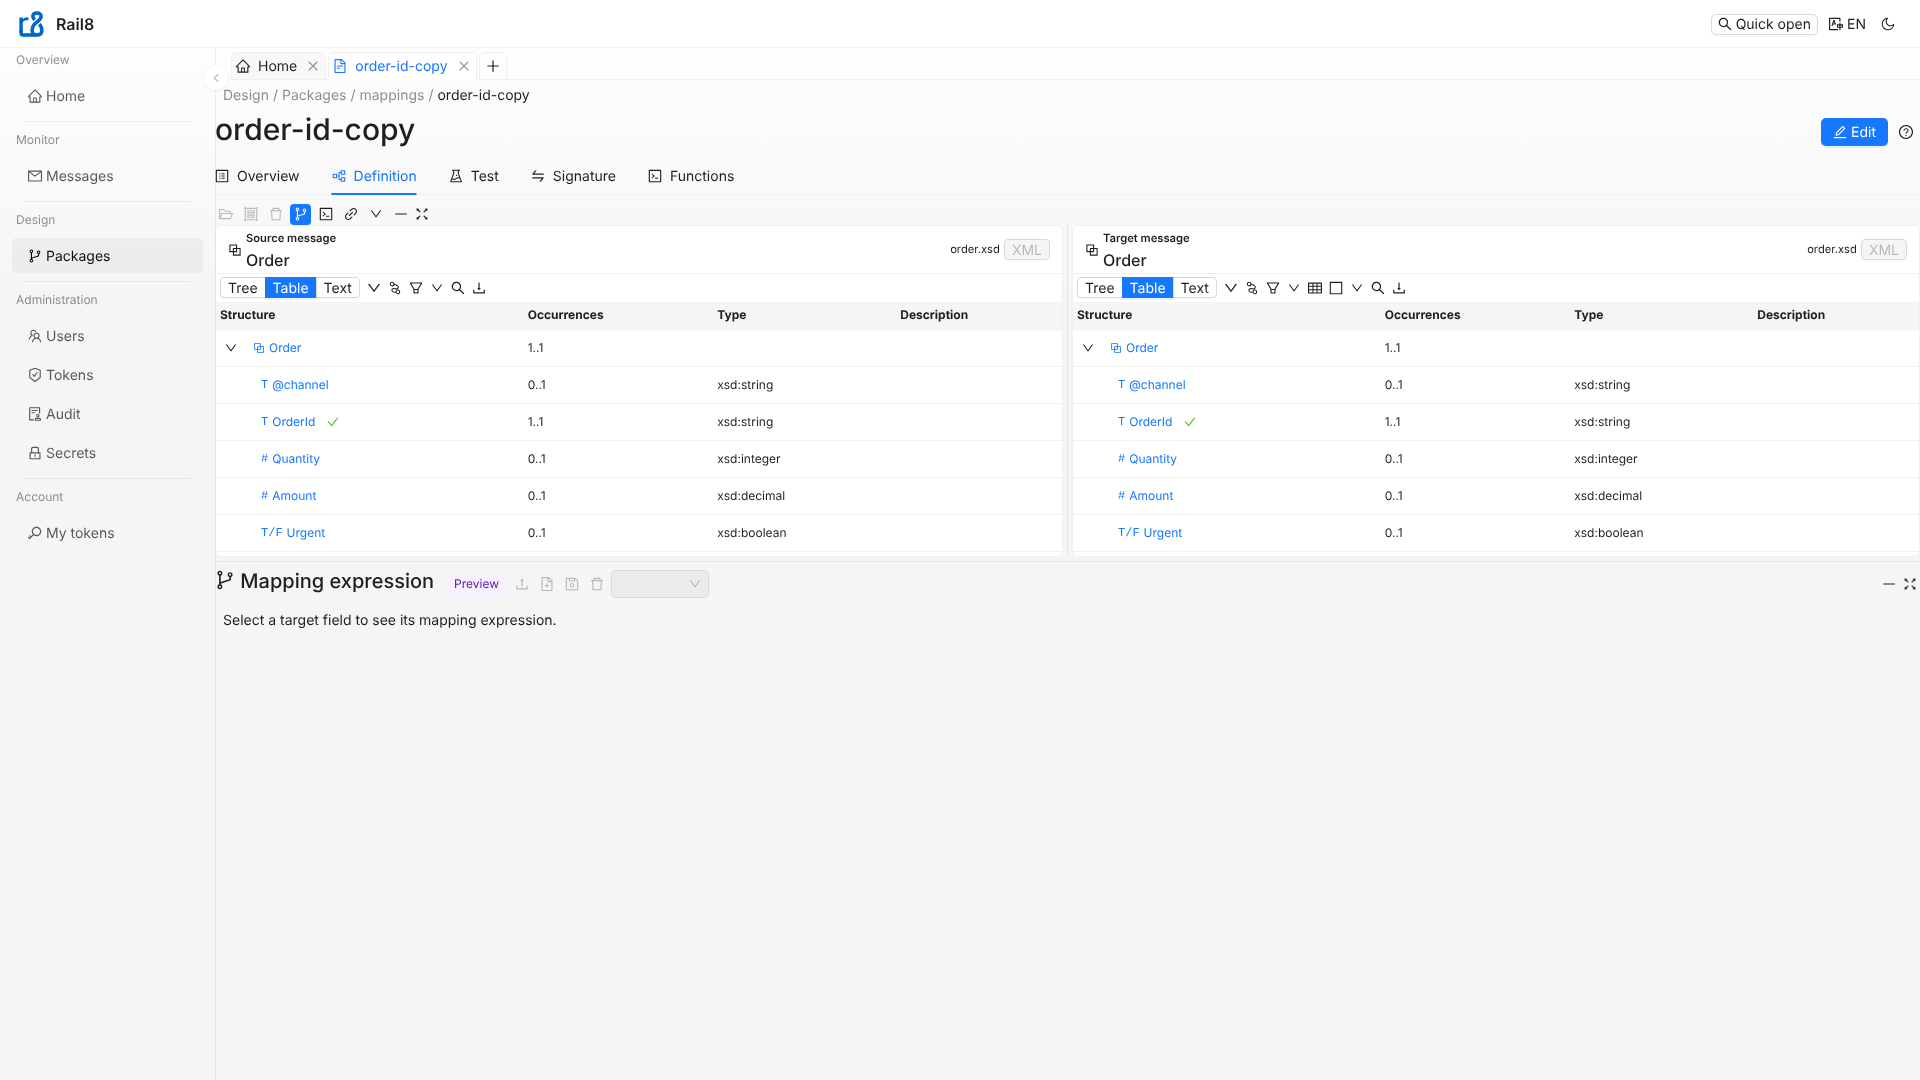 Rail8
Quick open
EN
Overview
Home
Monitor
Messages
Design
Packages
Administration
Users
Tokens
Audit
Secrets
Account
My tokens
Home
order-id-copy
Design / Packages / mappings / order-id-copy
order-id-copy
Edit
Overview
Definition
Test
Signature
Functions
Source message
Order
order.xsd XML
Tree Table Text
Structure Occurrences Type Description
Order 1..1
T @channel 0..1 xsd:string
T OrderId 1..1 xsd:string
# Quantity 0..1 xsd:integer
# Amount 0..1 xsd:decimal
T/F Urgent 0..1 xsd:boolean
Target message
Order
order.xsd XML
Tree Table Text
Structure Occurrences Type Description
Order 1..1
T @channel 0..1 xsd:string
T OrderId 1..1 xsd:string
# Quantity 0..1 xsd:integer
# Amount 0..1 xsd:decimal
T/F Urgent 0..1 xsd:boolean
Mapping expression Preview
Select a target field to see its mapping expression.